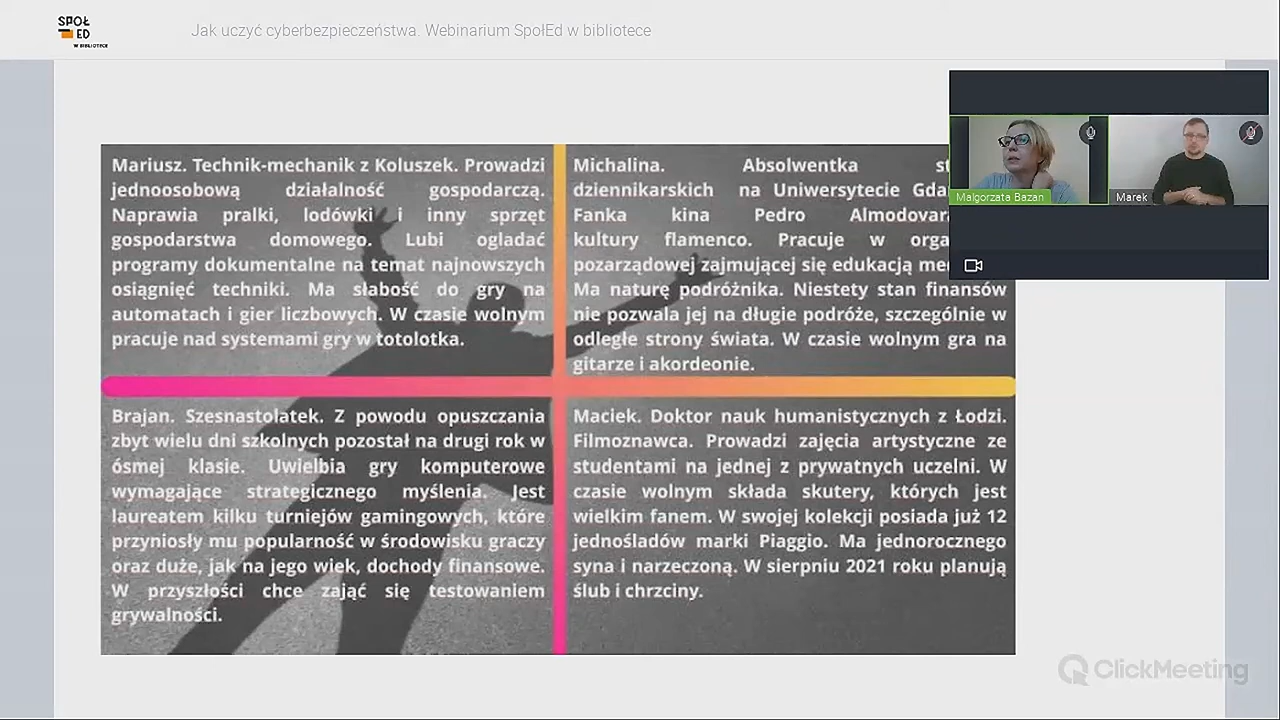 SPOŁ
ED
W BIBLIOTECE
Jak uczyć cyberbezpieczeństwa. Webinarium SpołEd w bibliotece
Mariusz. Technik-mechanik z Koluszek. Prowadzi
jednoosobową działalność gospodarczą.
Naprawia pralki, lodówki i inny sprzęt
gospodarstwa domowego. Lubi ogladać
programy dokumentalne na temat najnowszych
osiągnięć techniki. Ma słabość do gry na
automatach i gier liczbowych. W czasie wolnym
pracuje nad systemami gry w totolotka.
Michalina. Absolwentka
dziennikarskich na Uniwersytecie
Fanka kina Pedro
kultury flamenco. Pracuje w
pozarządowej zajmującej się edukacją
Ma naturę podróżnika. Niestety stan finansów
nie pozwala jej na długie podróże, szczególnie w
odległe strony świata. W czasie wolnym gra na
gitarze i akordeonie.
Brajan. Szesnastolatek. Z powodu opuszczania
zbyt wielu dni szkolnych pozostał na drugi rok w
ósmej klasie. Uwielbia gry komputerowe
wymagające strategicznego myślenia. Jest
laureatem kilku turniejów gamingowych, które
przyniosły mu popularność w środowisku graczy
oraz duże, jak na jego wiek, dochody finansowe.
W przyszłości chce zająć się testowaniem
grywalności.
Maciek. Doktor nauk humanistycznych z Łodzi.
Filmoznawca. Prowadzi zajęcia artystyczne ze
studentami na jednej z prywatnych uczelni. W
czasie wolnym składa skutery, których jest
wielkim fanem. W swojej kolekcji posiada już 12
jednośladów marki Piaggio. Ma jednorocznego
syna i narzeczoną. W sierpniu 2021 roku planują
ślub i chrzciny.
Malgorzata Bazan
Marek
ClickMeeting